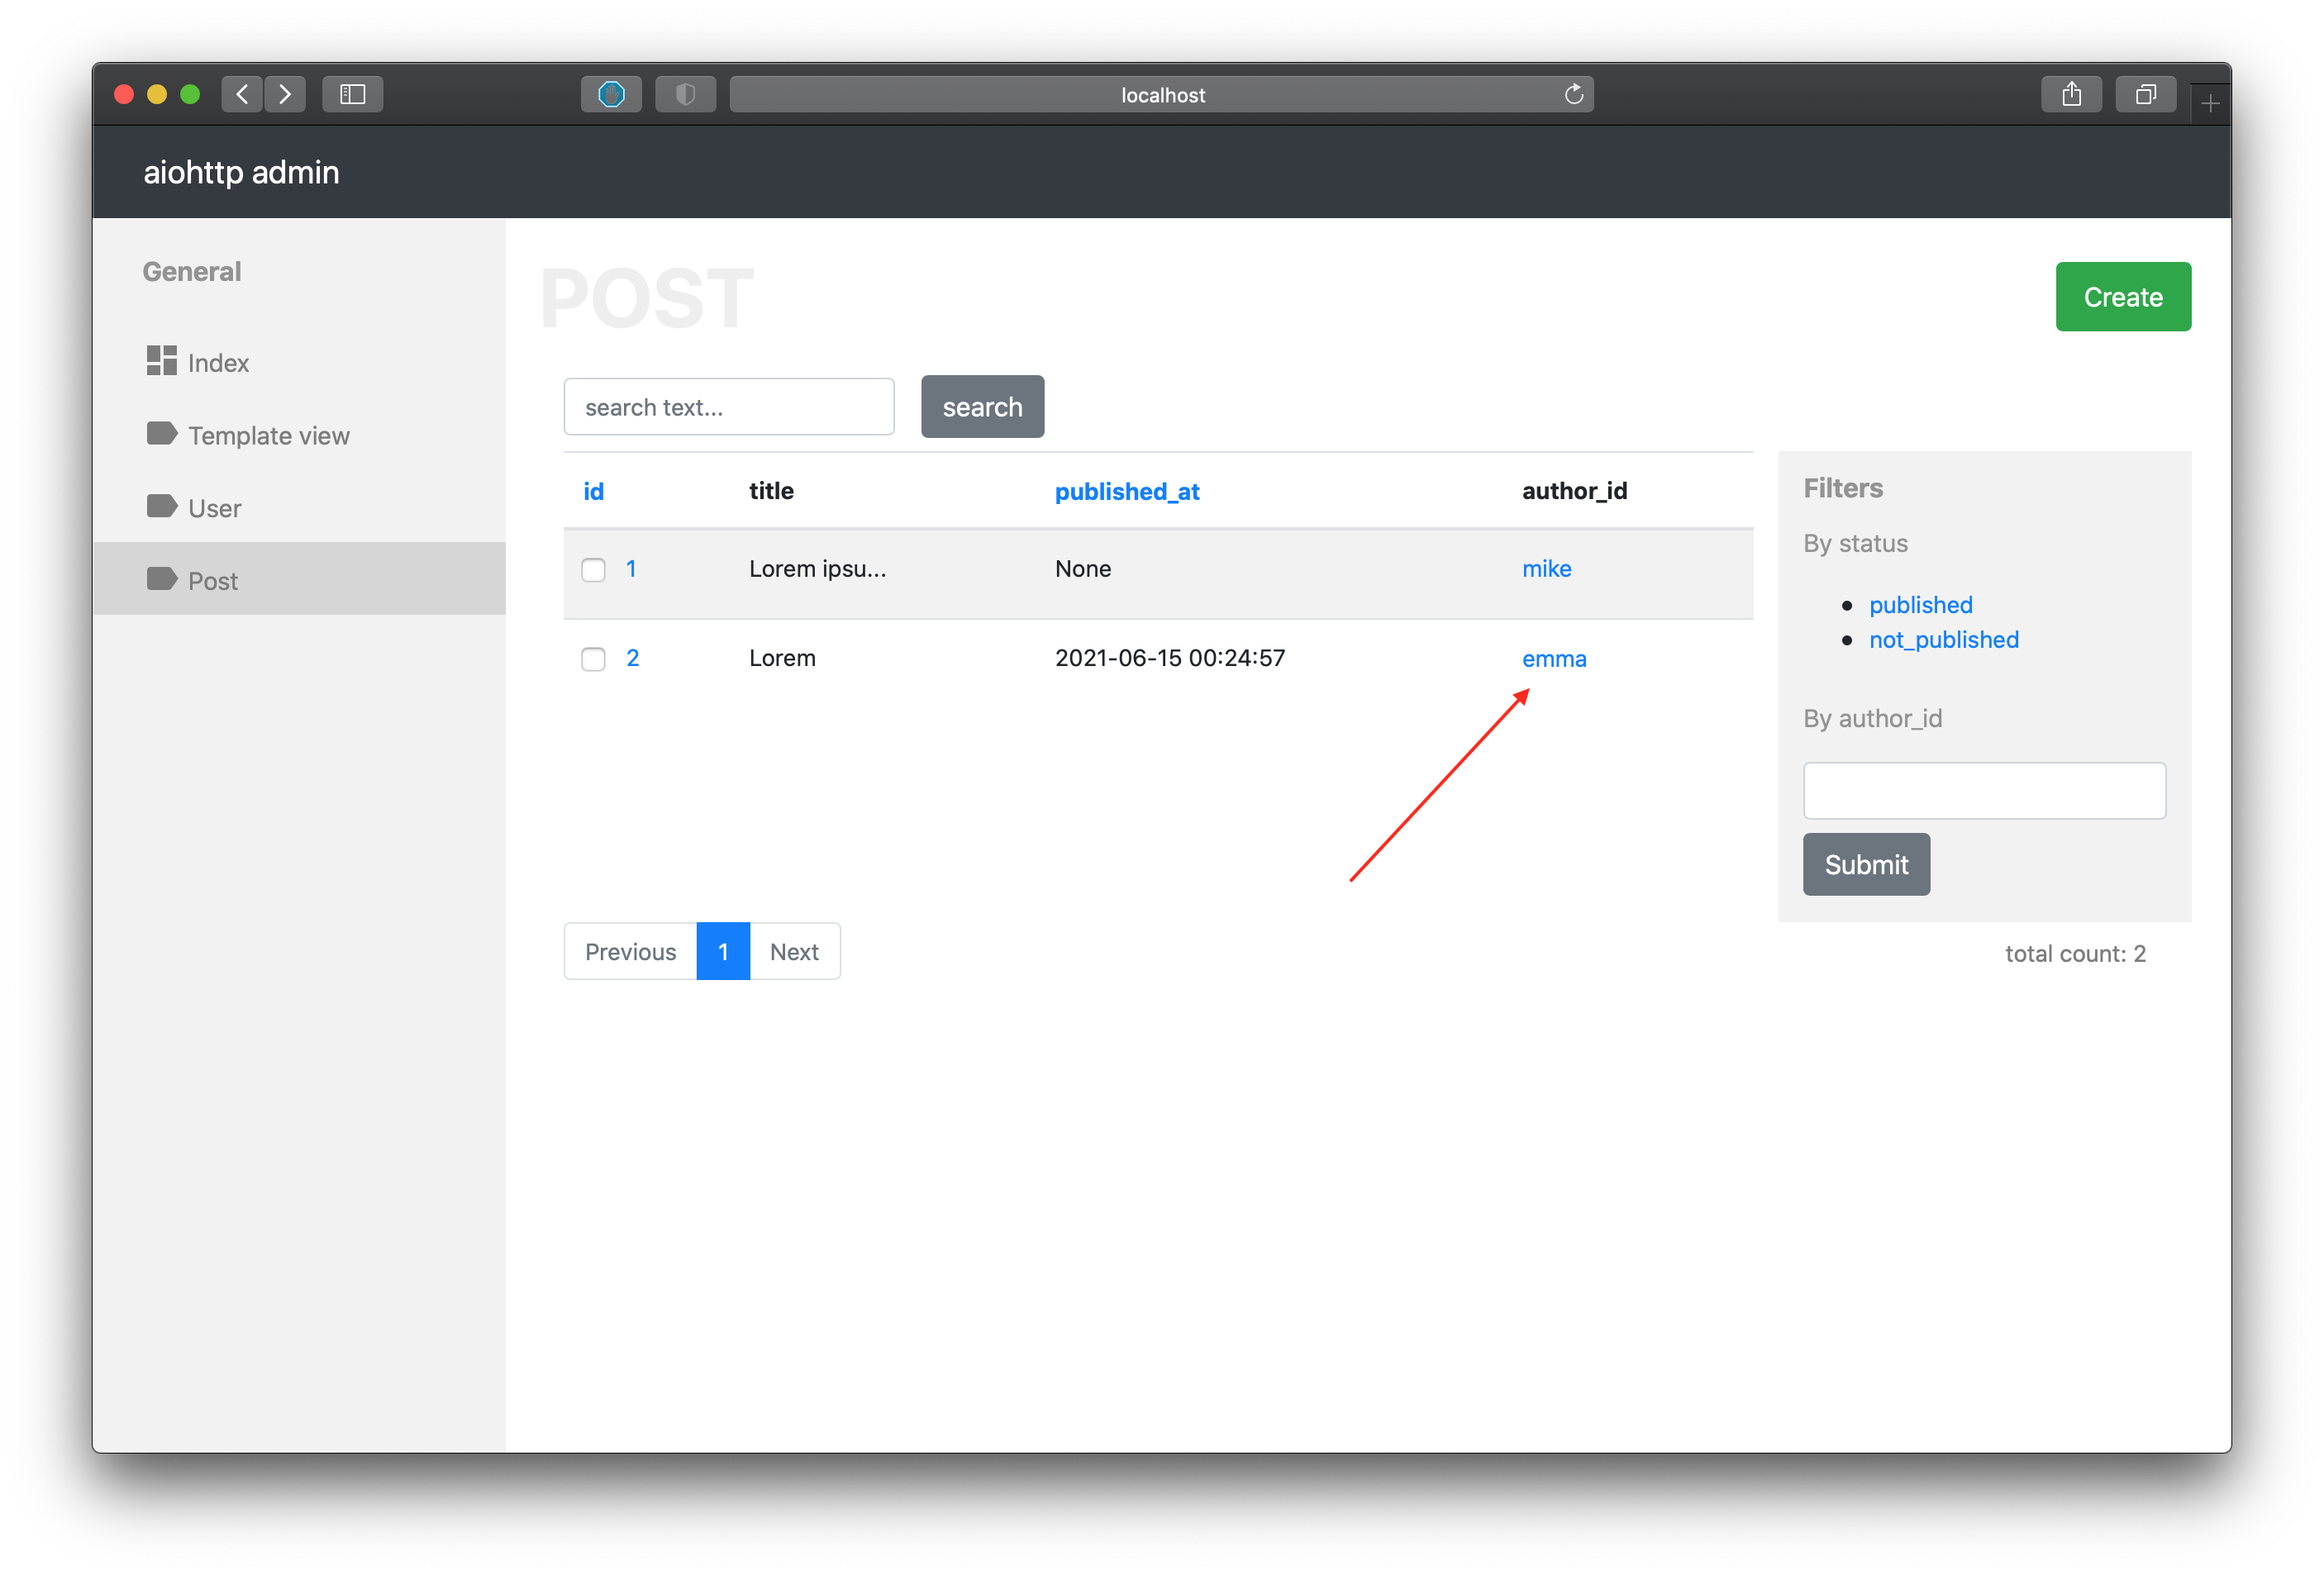 localhost
aiohttp admin
General
Index
Template view
User
Post
POST
Create
search text...
search
id title published_at author_id
1 Lorem ipsu... None mike
2 Lorem 2021-06-15 00:24:57 emma
Filters
By status
published
not_published
By author_id
Submit
Previous 1 Next
total count: 2